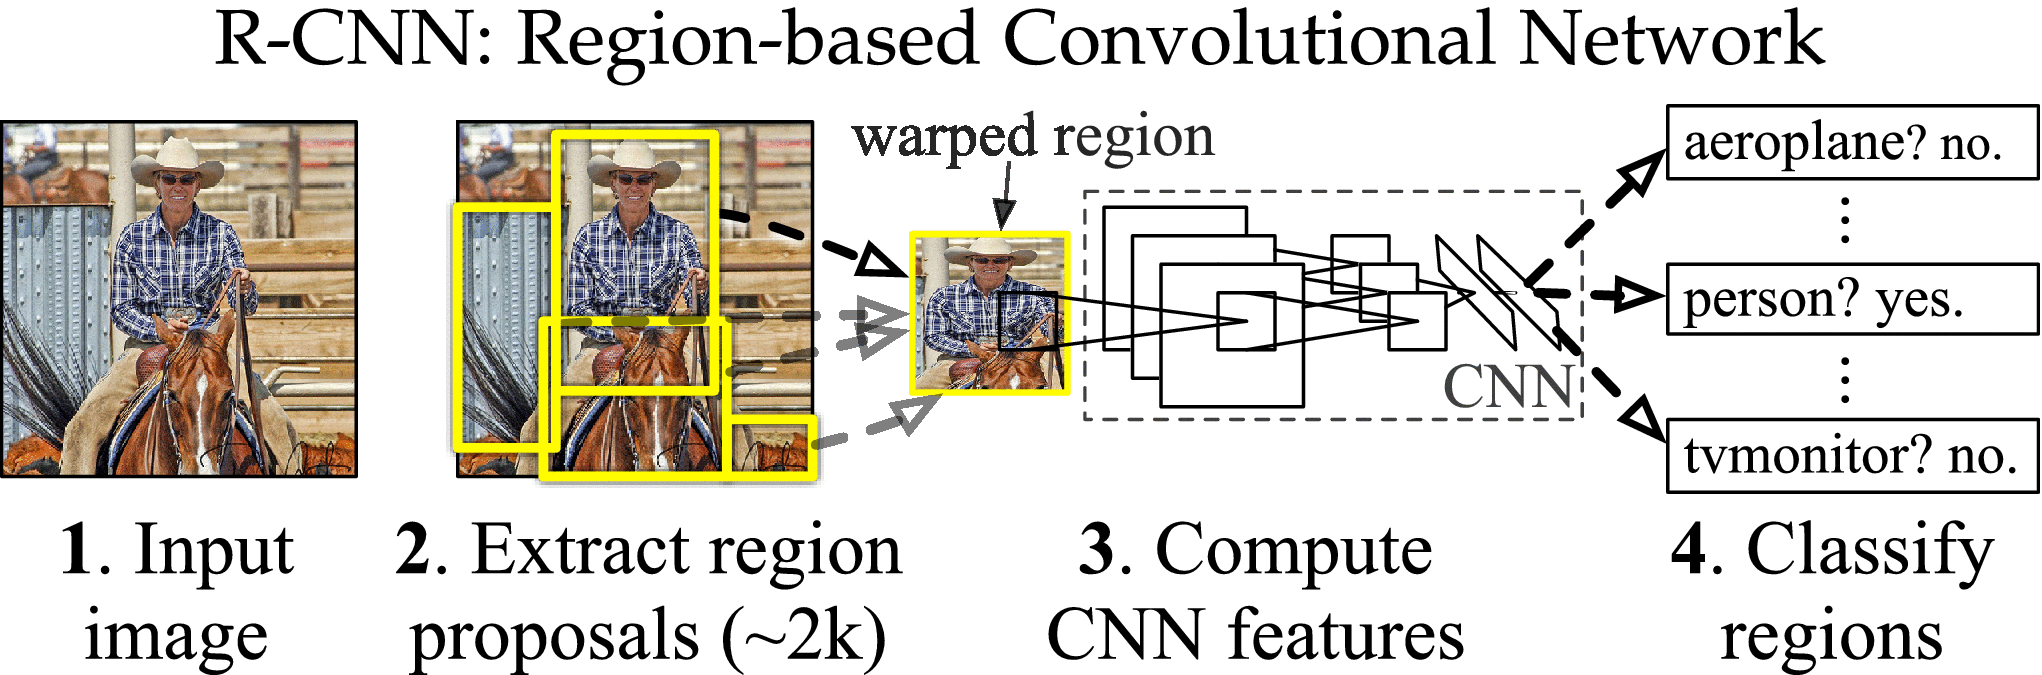 R-CNN: Region-based Convolutional Network
warped region
aeroplane? no.
person? yes.
tvmonitor? no.
CNN
1. Input
image
2. Extract region
proposals (~2k)
3. Compute
CNN features
4. Classify
regions